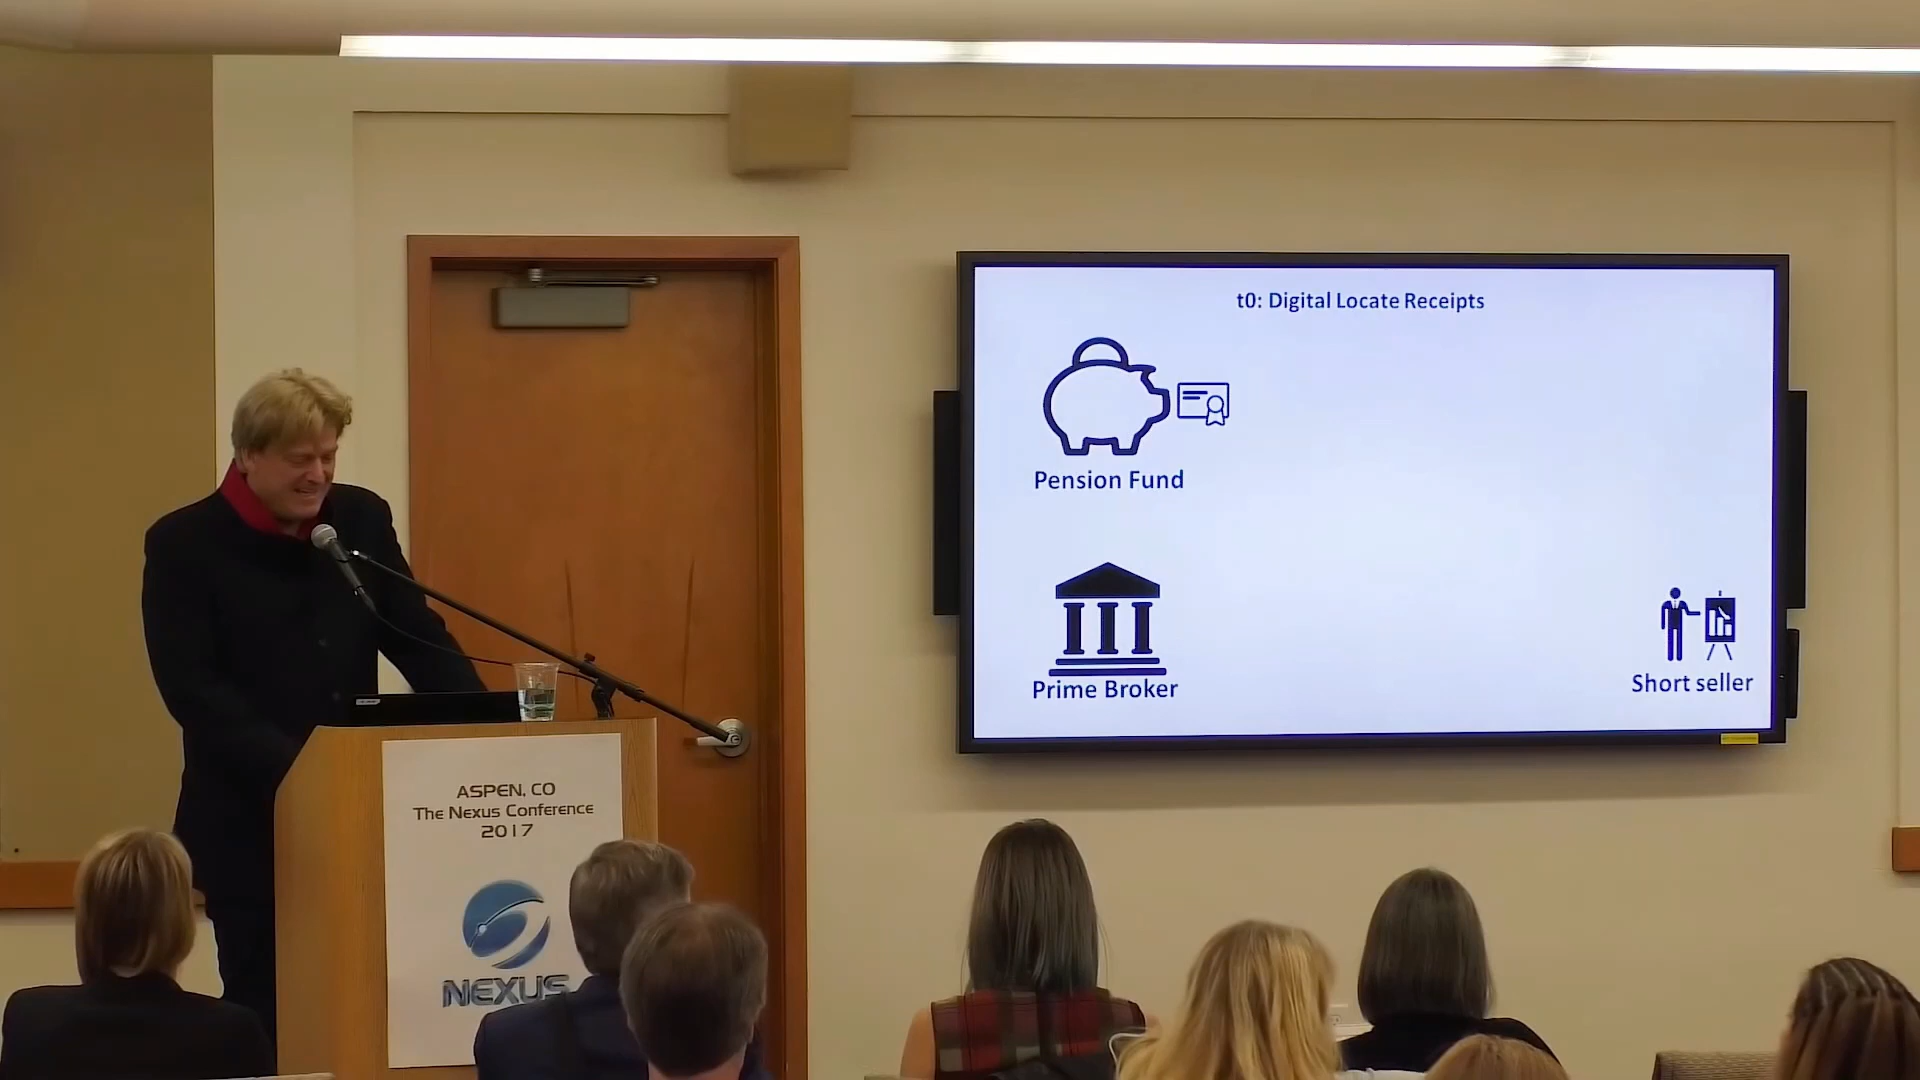 t0: Digital Locate Receipts
Pension Fund
Prime Broker
Short seller
ASPEN, CO
The Nexus Conference
2017
NEXUS